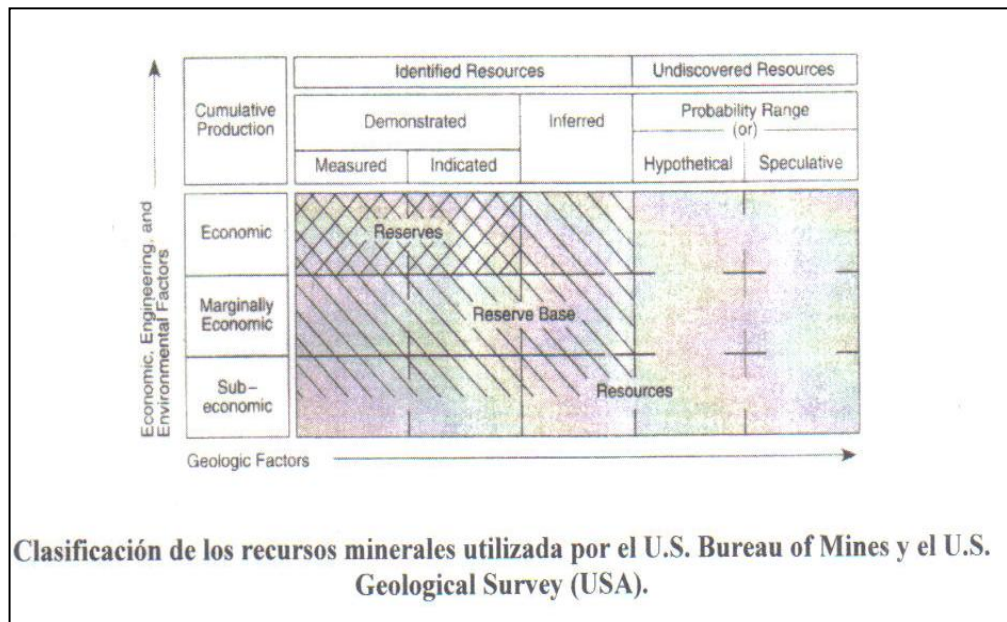 Identified Resources
Undiscovered Resources
Cumulative
Production
Demonstrated
Inferred
Probability Range
(or)
Measured
Indicated
Hypothetical
Speculative
Economic, Engineering, and
Environmental Factors
Economic
Reserves
Marginally
Economic
Reserve Base
Sub-
economic
Resources
Geologic Factors
Clasificación de los recursos minerales utilizada por el U.S. Bureau of Mines y el U.S.
Geological Survey (USA).